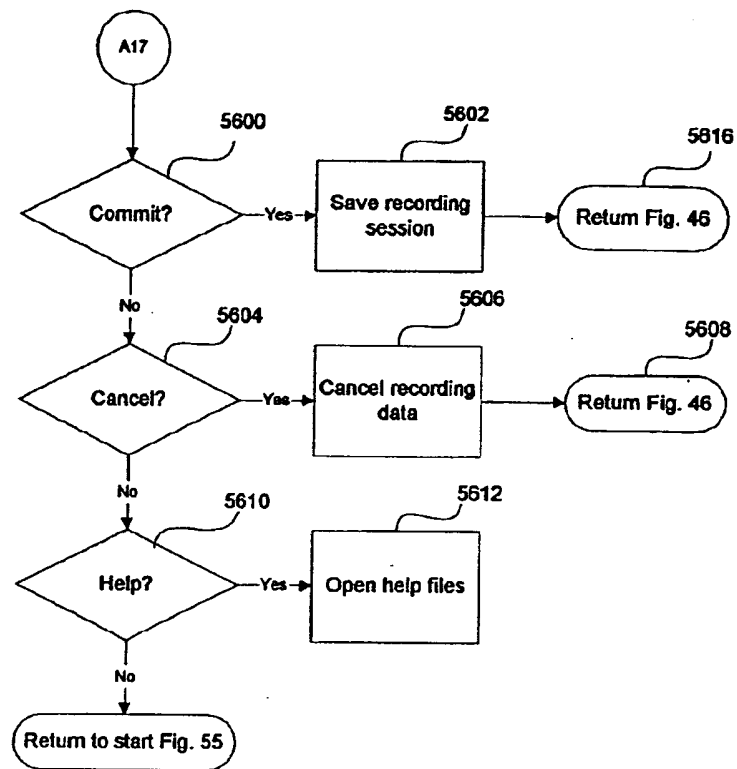 A17
5600
Commit?
Yes
5602
Save recording
session
5616
Return Fig. 46
No
5604
Cancel?
Yes
5606
Cancel recording
data
5608
Return Fig. 46
No
5610
Help?
Yes
5612
Open help files
No
Return to start Fig. 55